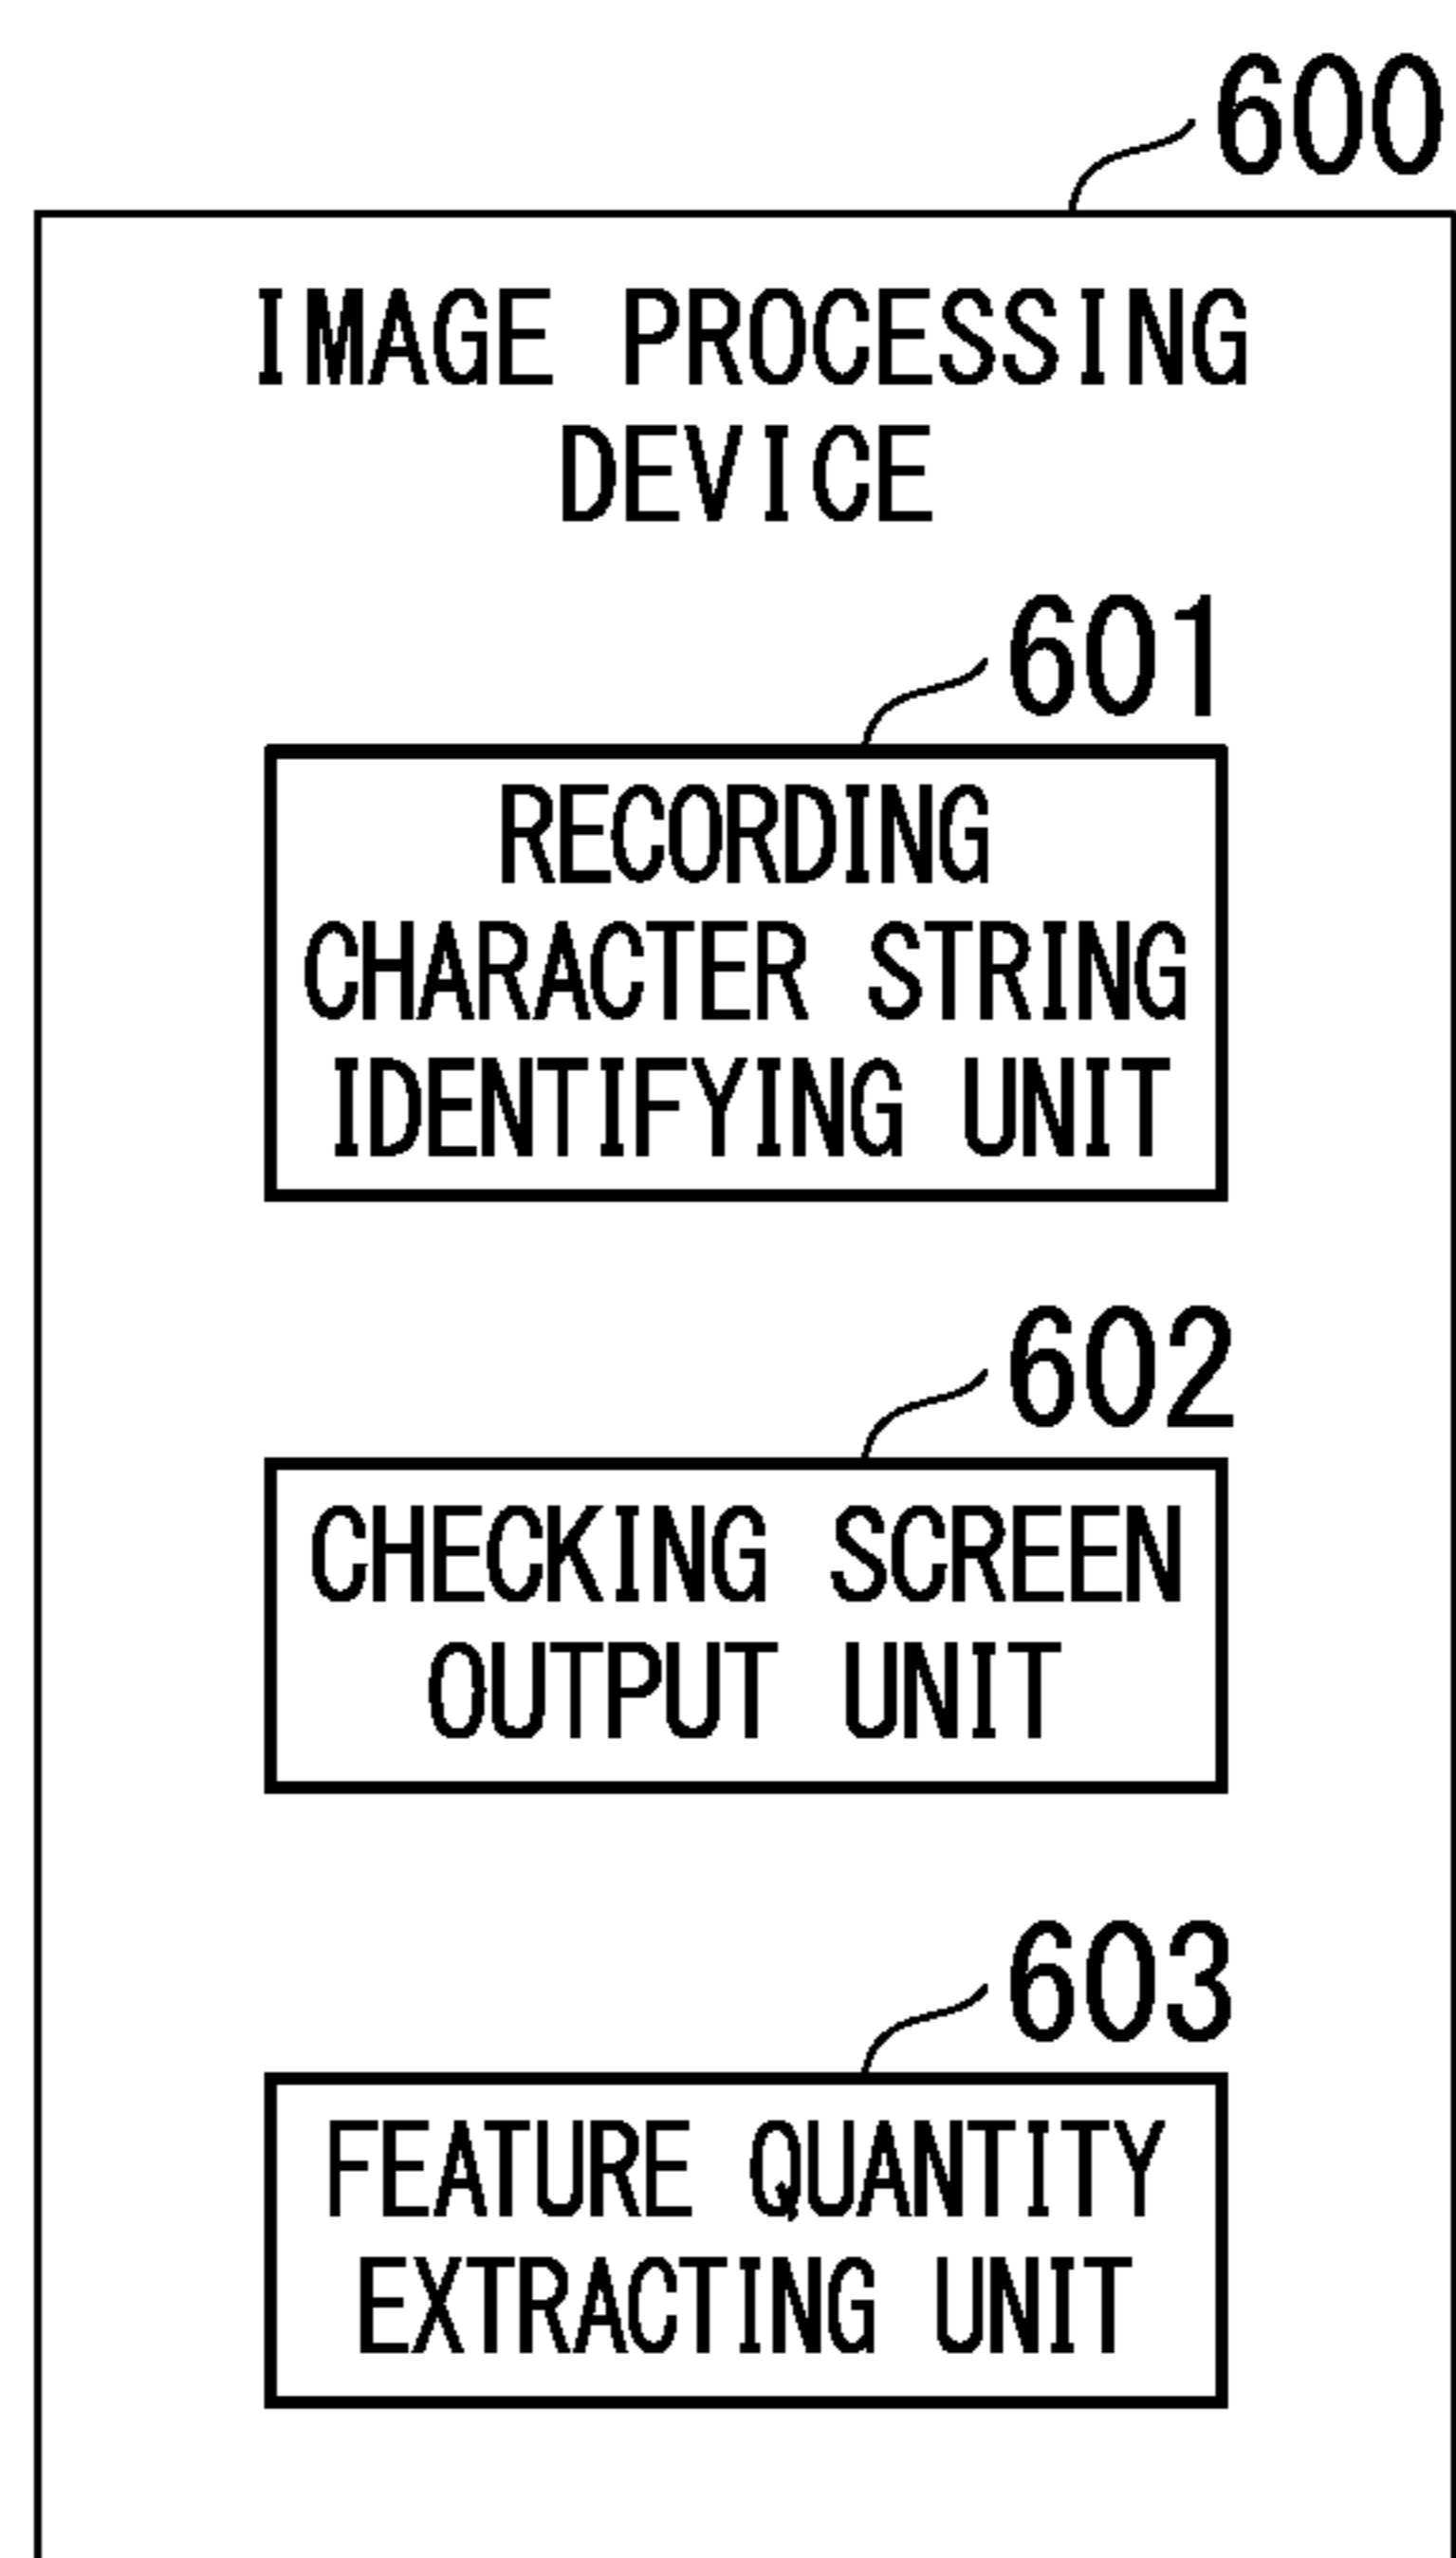 600
IMAGE PROCESSING
DEVICE
601
RECORDING
CHARACTER STRING
IDENTIFYING UNIT
602
CHECKING SCREEN
OUTPUT UNIT
603
FEATURE QUANTITY
EXTRACTING UNIT